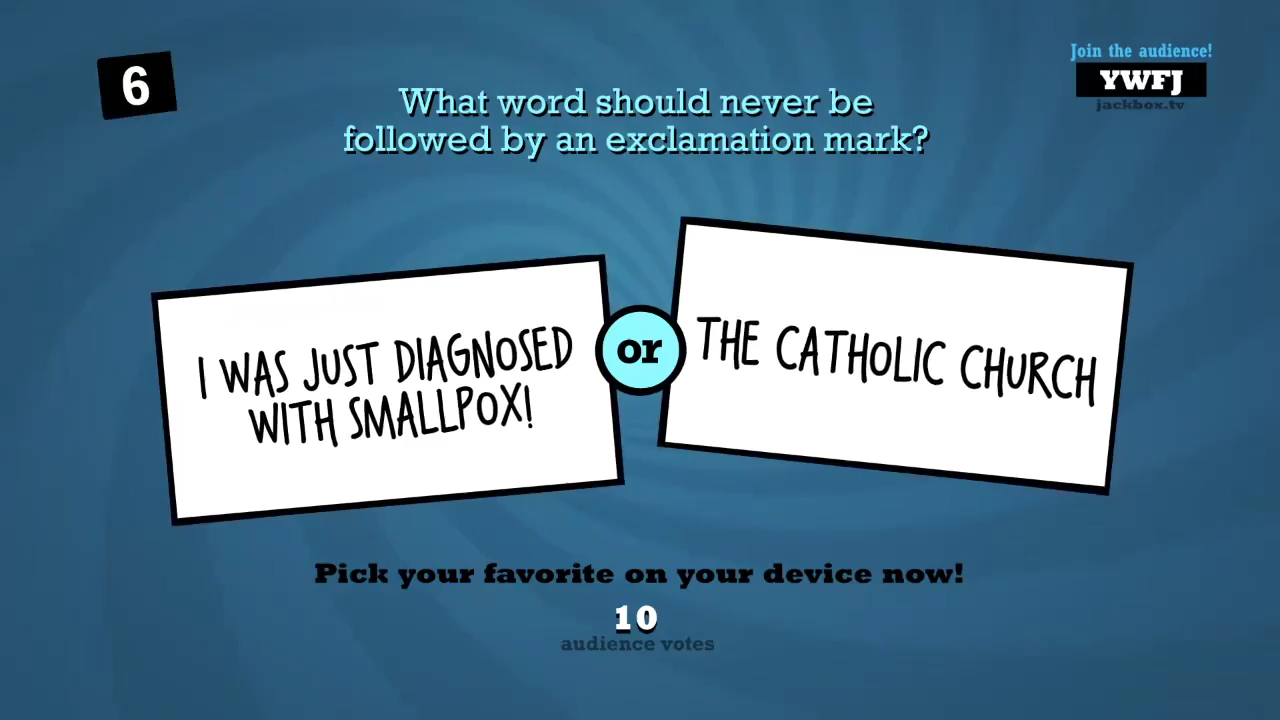 6
Join the audience!
YWFJ
jackbox.tv
What word should never be
followed by an exclamation mark?
I WAS JUST DIAGNOSED
WITH SMALLPOX!
or
THE CATHOLIC CHURCH
Pick your favorite on your device now!
10
audience votes